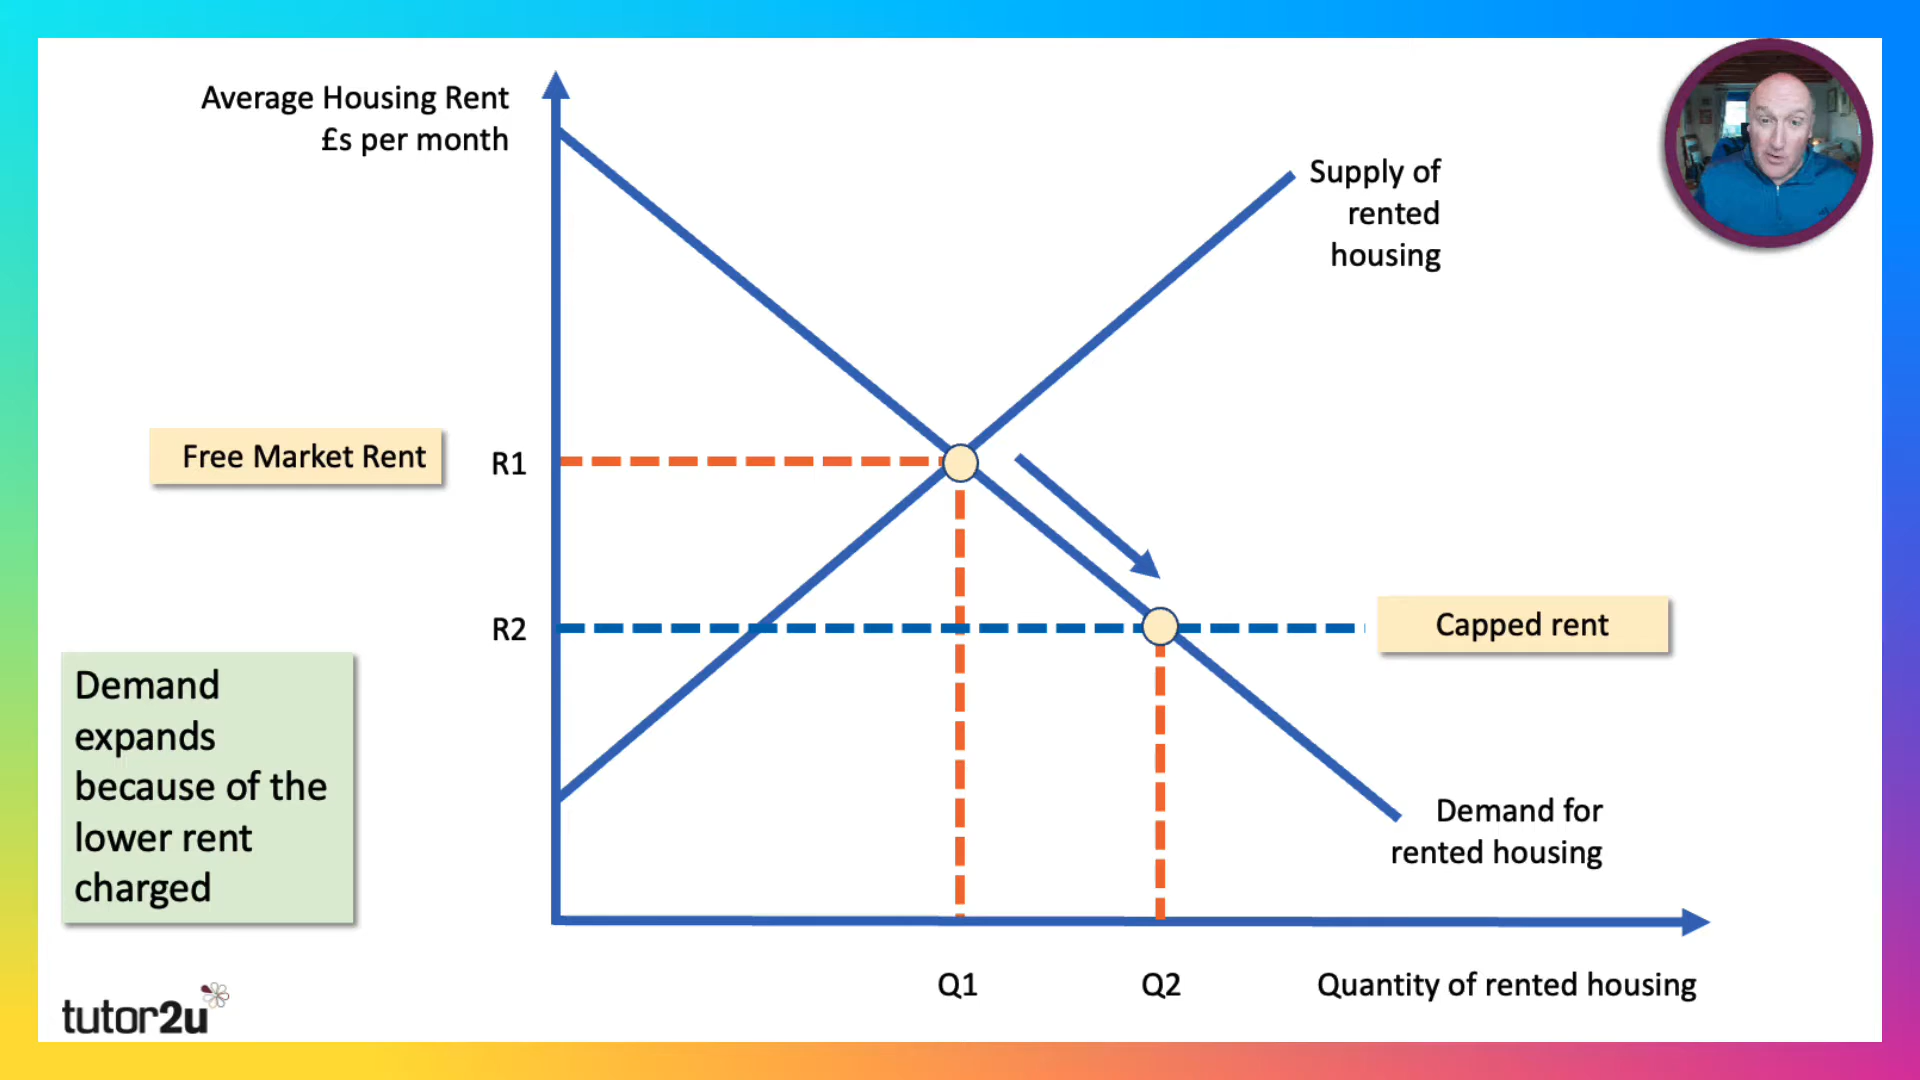 Average Housing Rent
£s per month
Supply of
rented
housing
Free Market Rent
R1
R2
Capped rent
Demand
expands
because of the
lower rent
charged
Demand for
rented housing
Q1
Q2
Quantity of rented housing
tutor2u